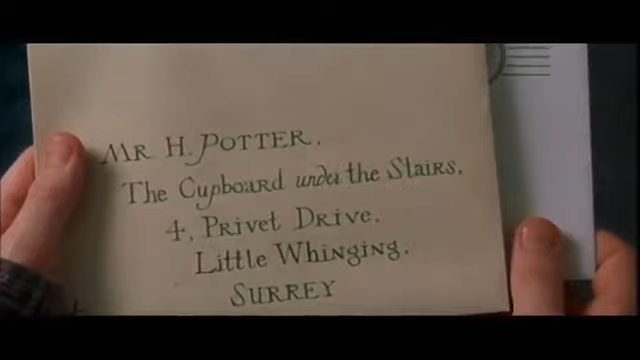 MR H. POTTER,
The Cupboard under the Stairs,
4, Privet Drive,
Little Whinging,
SURREY